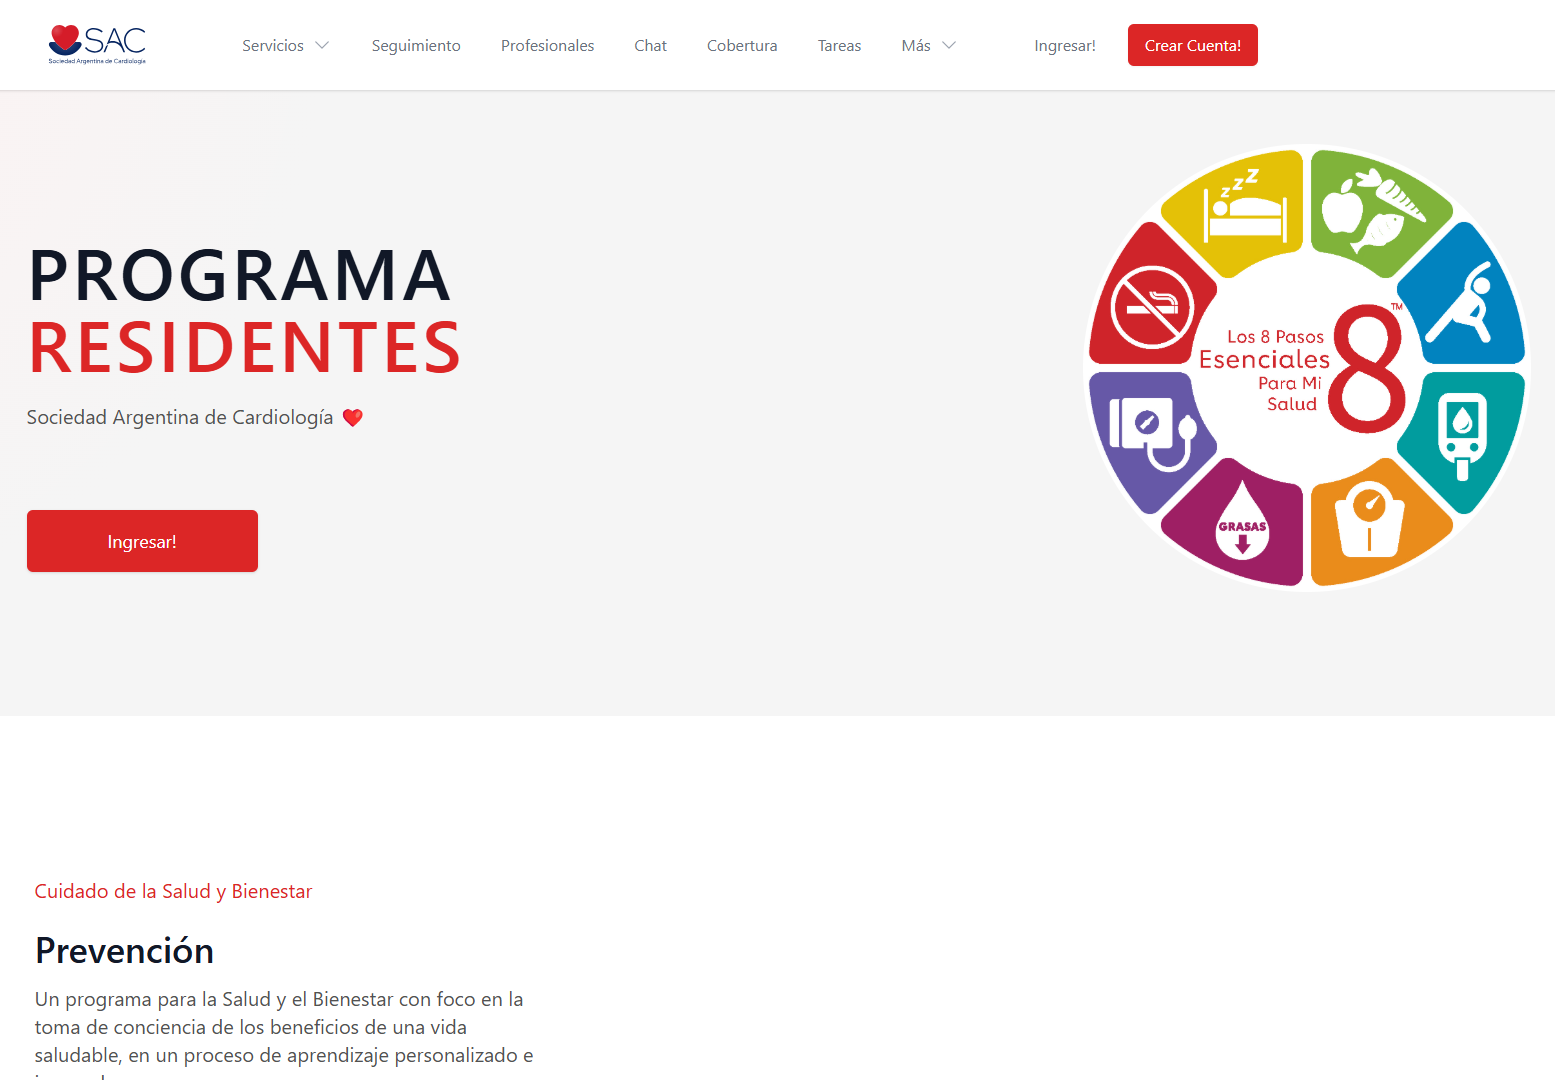 SAC
Sociedad Argentina de Cardiología
Servicios
Seguimiento
Profesionales
Chat
Cobertura
Tareas
Más
Ingresar!
Crear Cuenta!
PROGRAMA
RESIDENTES
Sociedad Argentina de Cardiología
Ingresar!
z z Z
Los 8 Pasos
Esenciales
Para Mi
Salud
8
TM
GRASAS
Cuidado de la Salud y Bienestar
Prevención
Un programa para la Salud y el Bienestar con foco en la
toma de conciencia de los beneficios de una vida
saludable, en un proceso de aprendizaje personalizado e